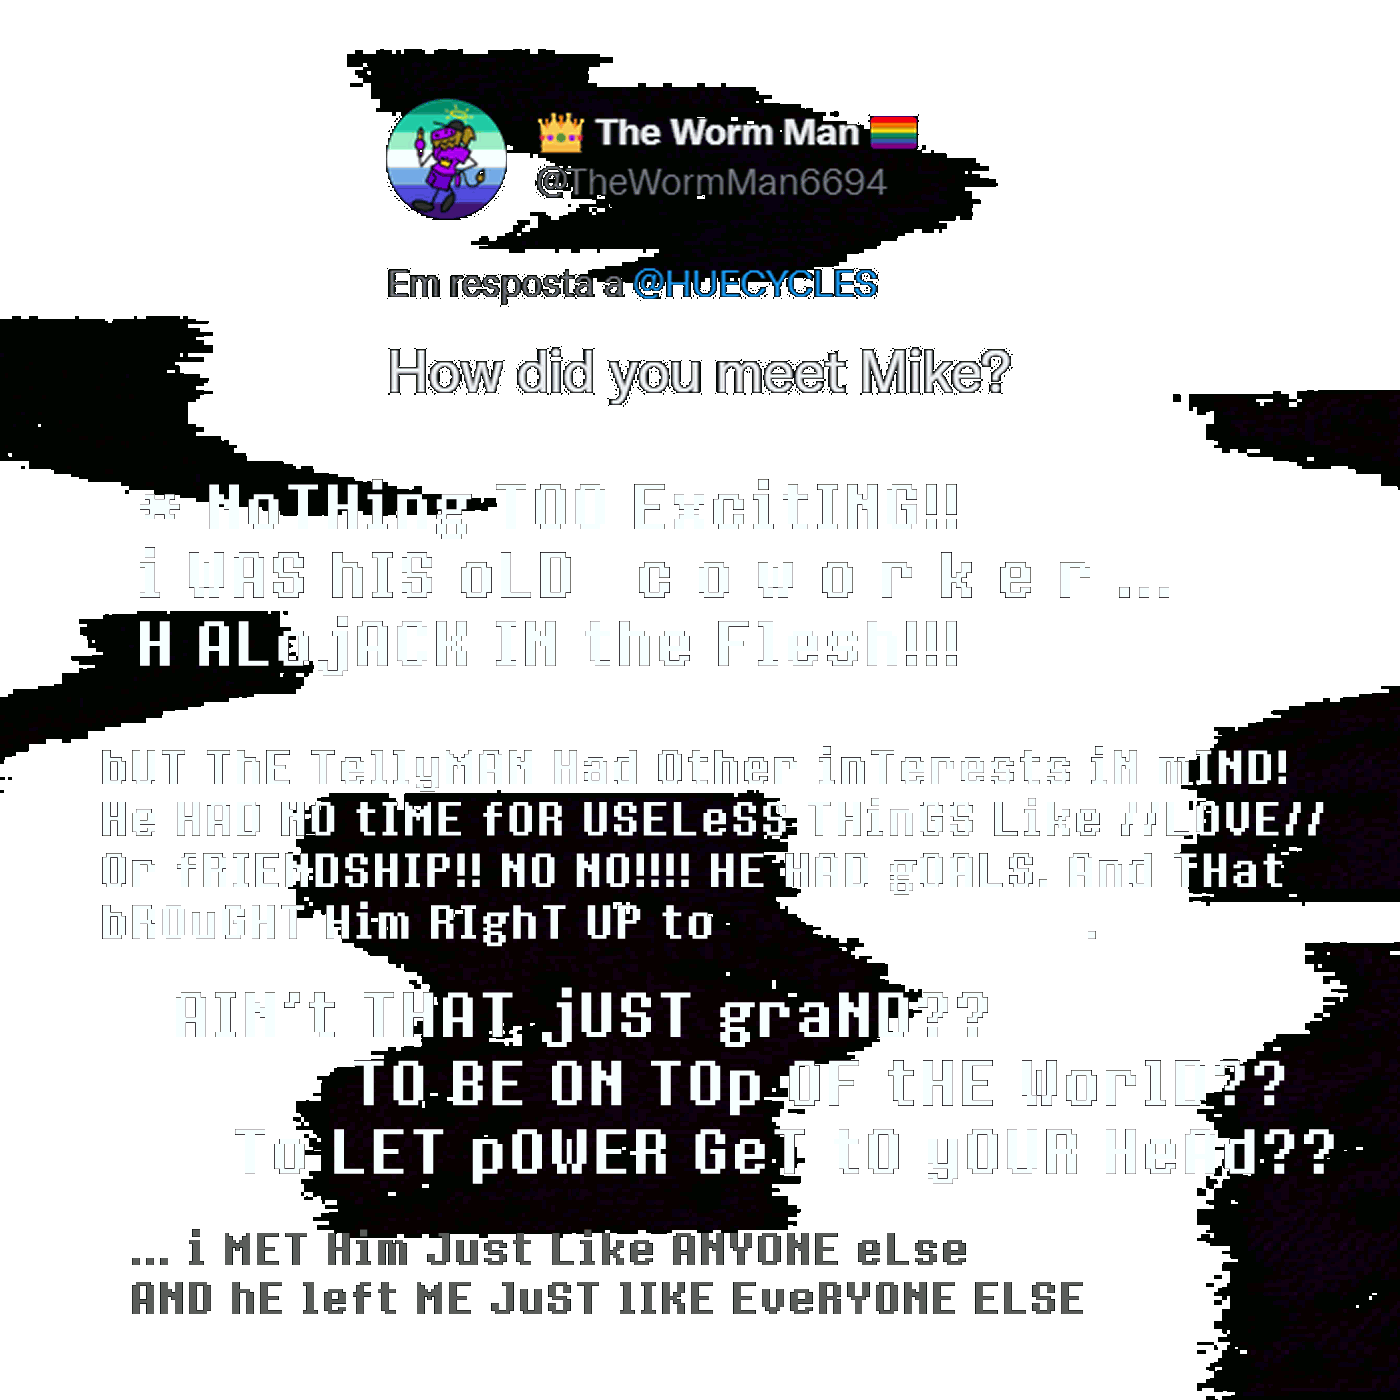 👑 The Worm Man 🏳️‍🌈
@TheWormMan6694
Em resposta a @HUECYCLES
How did you meet Mike?
* NoTHing TOO ExcitING!!
i WAS hIS oLD c o w o r k e r ...
H ALojACK IN the Flesh!!!
bUT ThE TellyMAN Had Other inTerests iN mIND!
He HAD NO tIME fOR USELeSS THinGS Like //LOVE//
Or fRIENDSHIP!! NO NO!!!! HE HAD gOALS. And THat
bROuGHT Him RIghT UP to .
AIN't THAT jUST graND??
TO BE ON TOp OF tHE WorlD??
To LET pOWER GeT tO yOUR HeAd??
... i MET Him Just Like ANYONE eLse
AND hE left ME JuST lIKE EveRYONE ELSE